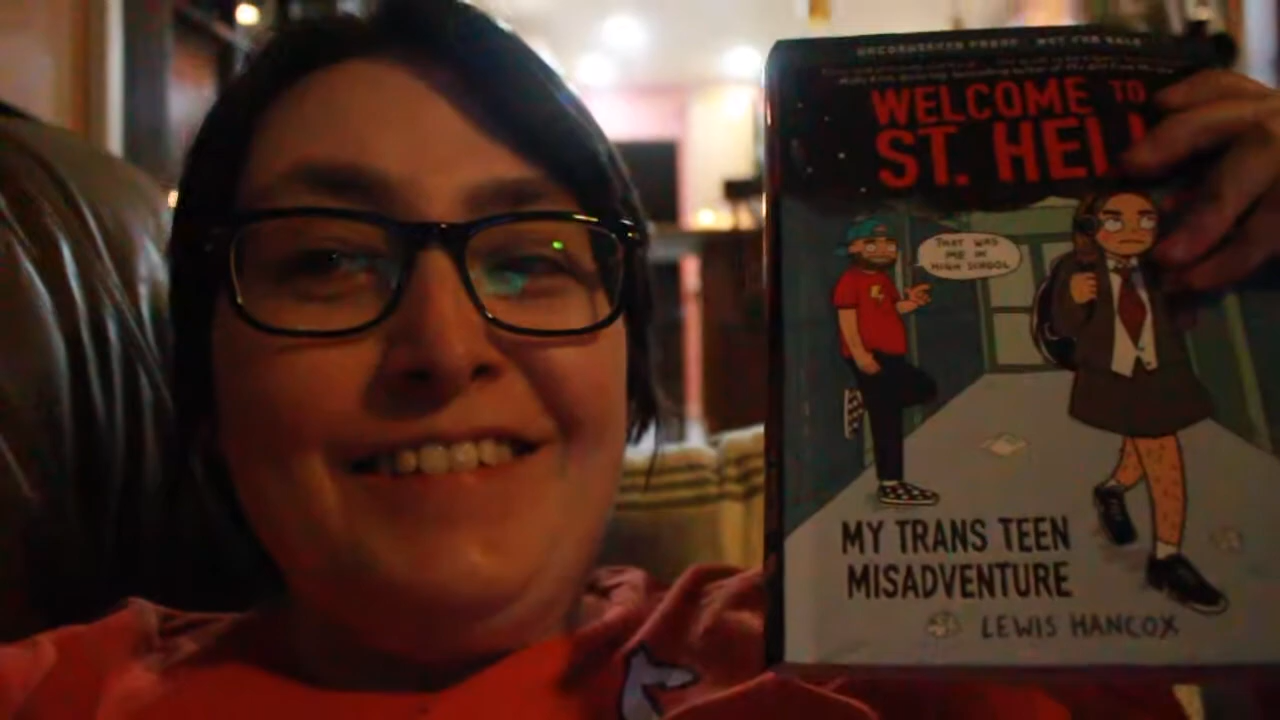 UNCORRECTED PROOF · NOT FOR SALE
WELCOME TO
ST. HEL
THAT WAS
ME IN
HIGH SCHOOL
MY TRANS TEEN
MISADVENTURE
LEWIS HANCOX